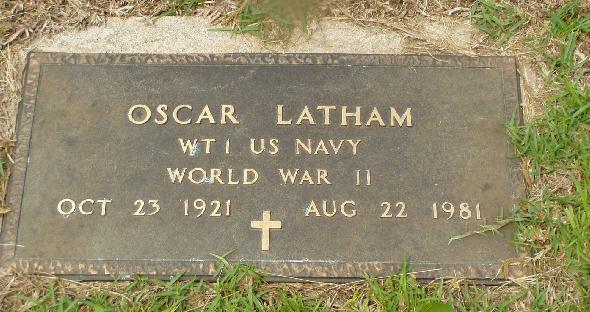 OSCAR LATHAM
WT1 US NAVY
WORLD WAR II
OCT 23 1921 AUG 22 1981